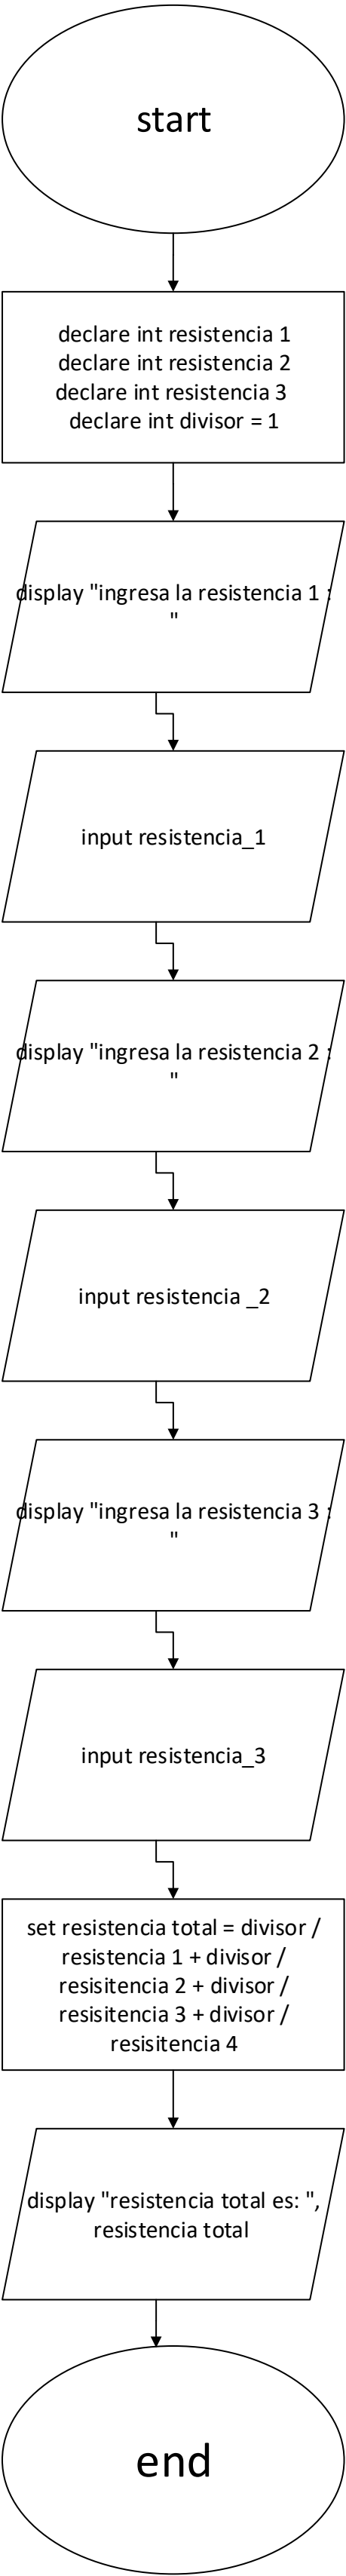 start
declare int resistencia 1
declare int resistencia 2
declare int resistencia 3
declare int divisor = 1
display "ingresa la resistencia 1 :
"
input resistencia_1
display "ingresa la resistencia 2 :
"
input resistencia _2
display "ingresa la resistencia 3 :
"
input resistencia_3
set resistencia total = divisor /
resistencia 1 + divisor /
resisitencia 2 + divisor /
resisitencia 3 + divisor /
resisitencia 4
display "resistencia total es: ",
resistencia total
end